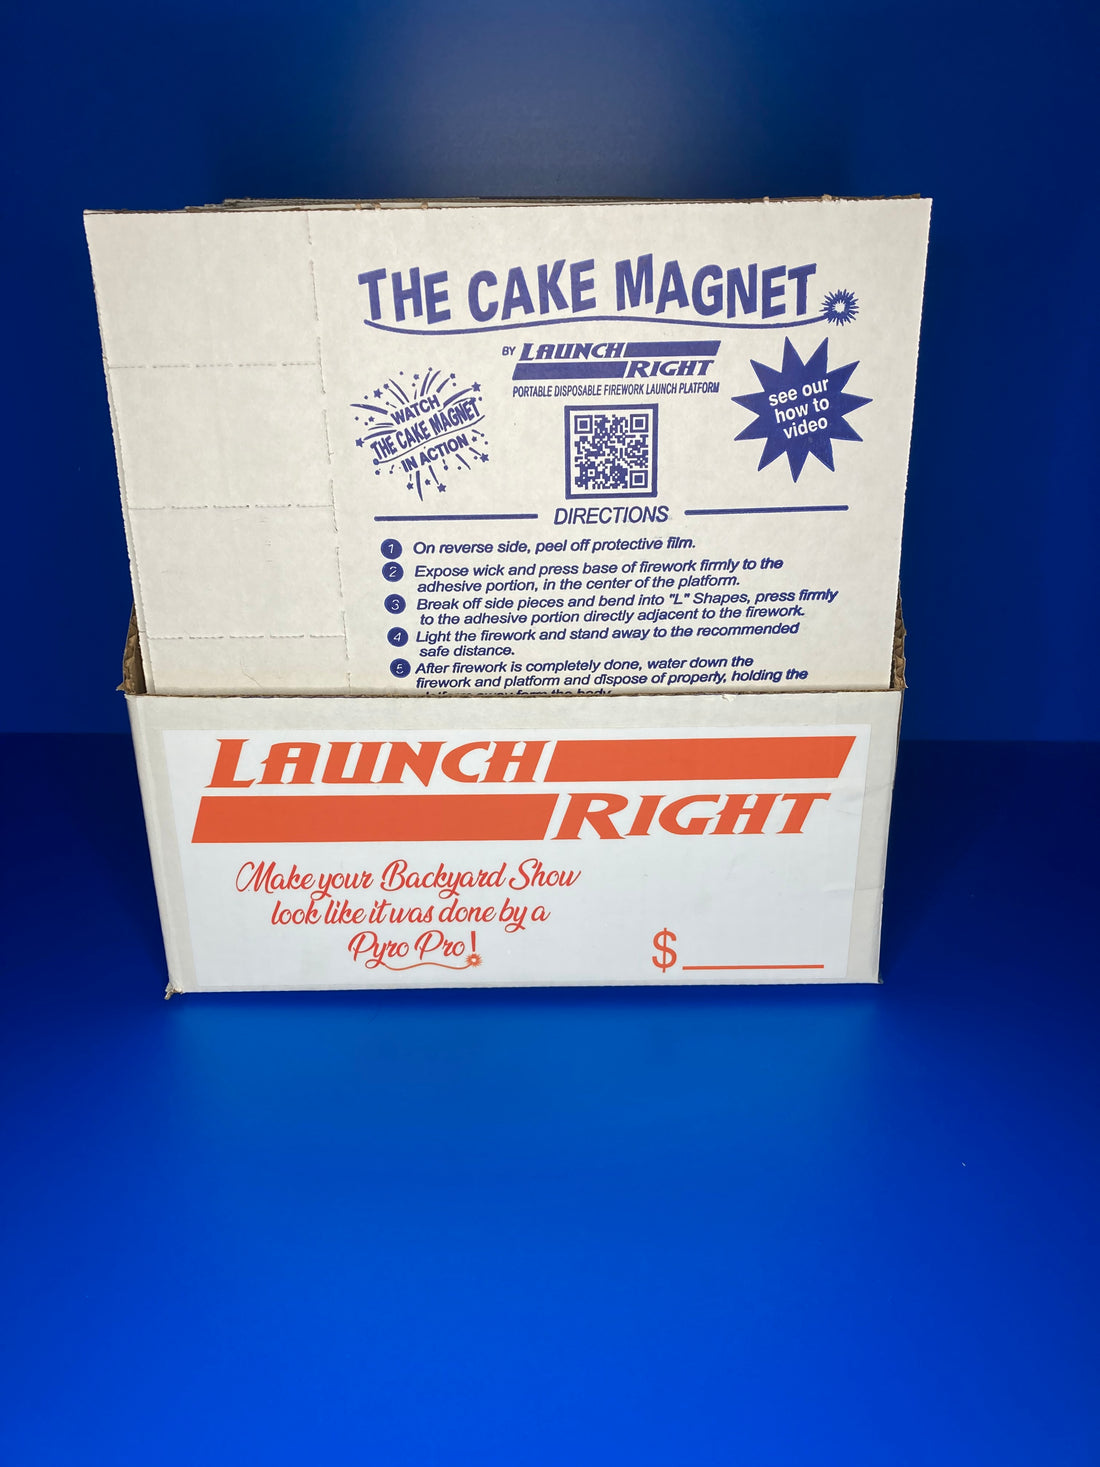 THE CAKE MAGNET
BY LAUNCH
RIGHT
PORTABLE DISPOSABLE FIREWORK LAUNCH PLATFORM
WATCH
THE CAKE MAGNET
IN ACTION
see our
how to
video
DIRECTIONS
1 On reverse side, peel off protective film.
2 Expose wick and press base of firework firmly to the
adhesive portion, in the center of the platform.
3 Break off side pieces and bend into "L" Shapes, press firmly
to the adhesive portion directly adjacent to the firework.
4 Light the firework and stand away to the recommended
safe distance.
5 After firework is completely done, water down the
firework and platform and dispose of properly, holding the
platform away form the body.
LAUNCH
RIGHT
Make your Backyard Show
look like it was done by a
Pyro Pro!
$